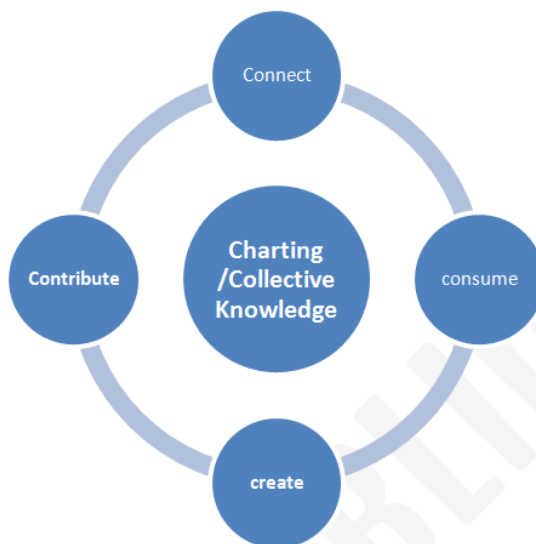 Connect
Contribute
Charting
/Collective
Knowledge
consume
create